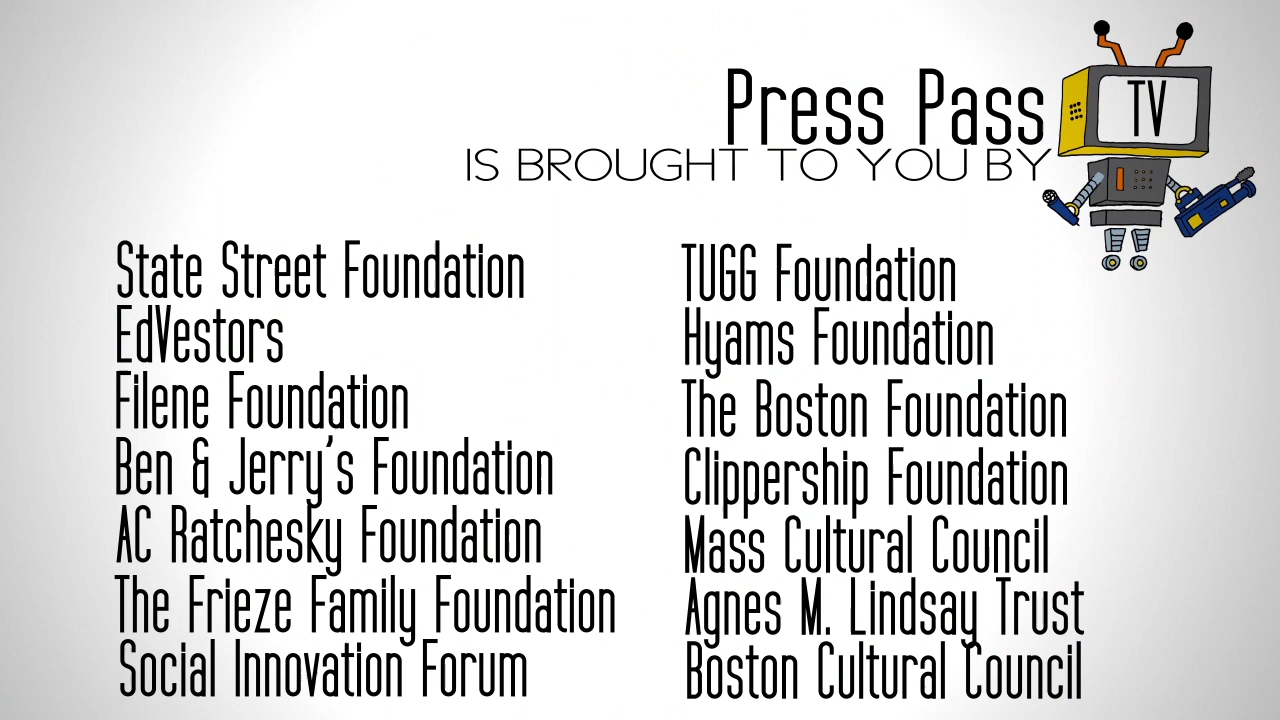 Press Pass TV
IS BROUGHT TO YOU BY
State Street Foundation
EdVestors
Filene Foundation
Ben & Jerry's Foundation
AC Ratchesky Foundation
The Frieze Family Foundation
Social Innovation Forum
TUGG Foundation
Hyams Foundation
The Boston Foundation
Clippership Foundation
Mass Cultural Council
Agnes M. Lindsay Trust
Boston Cultural Council